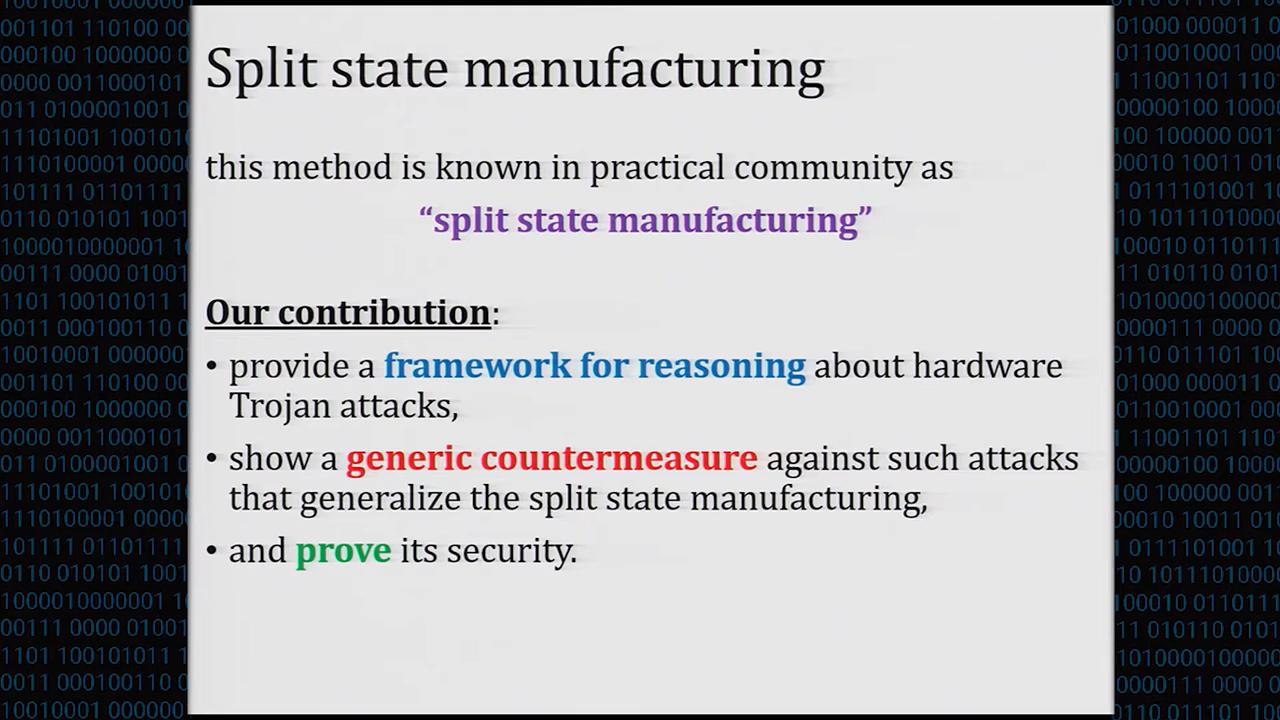 Split state manufacturing
this method is known in practical community as
“split state manufacturing”
Our contribution:
• provide a framework for reasoning about hardware
Trojan attacks,
• show a generic countermeasure against such attacks
that generalize the split state manufacturing,
• and prove its security.